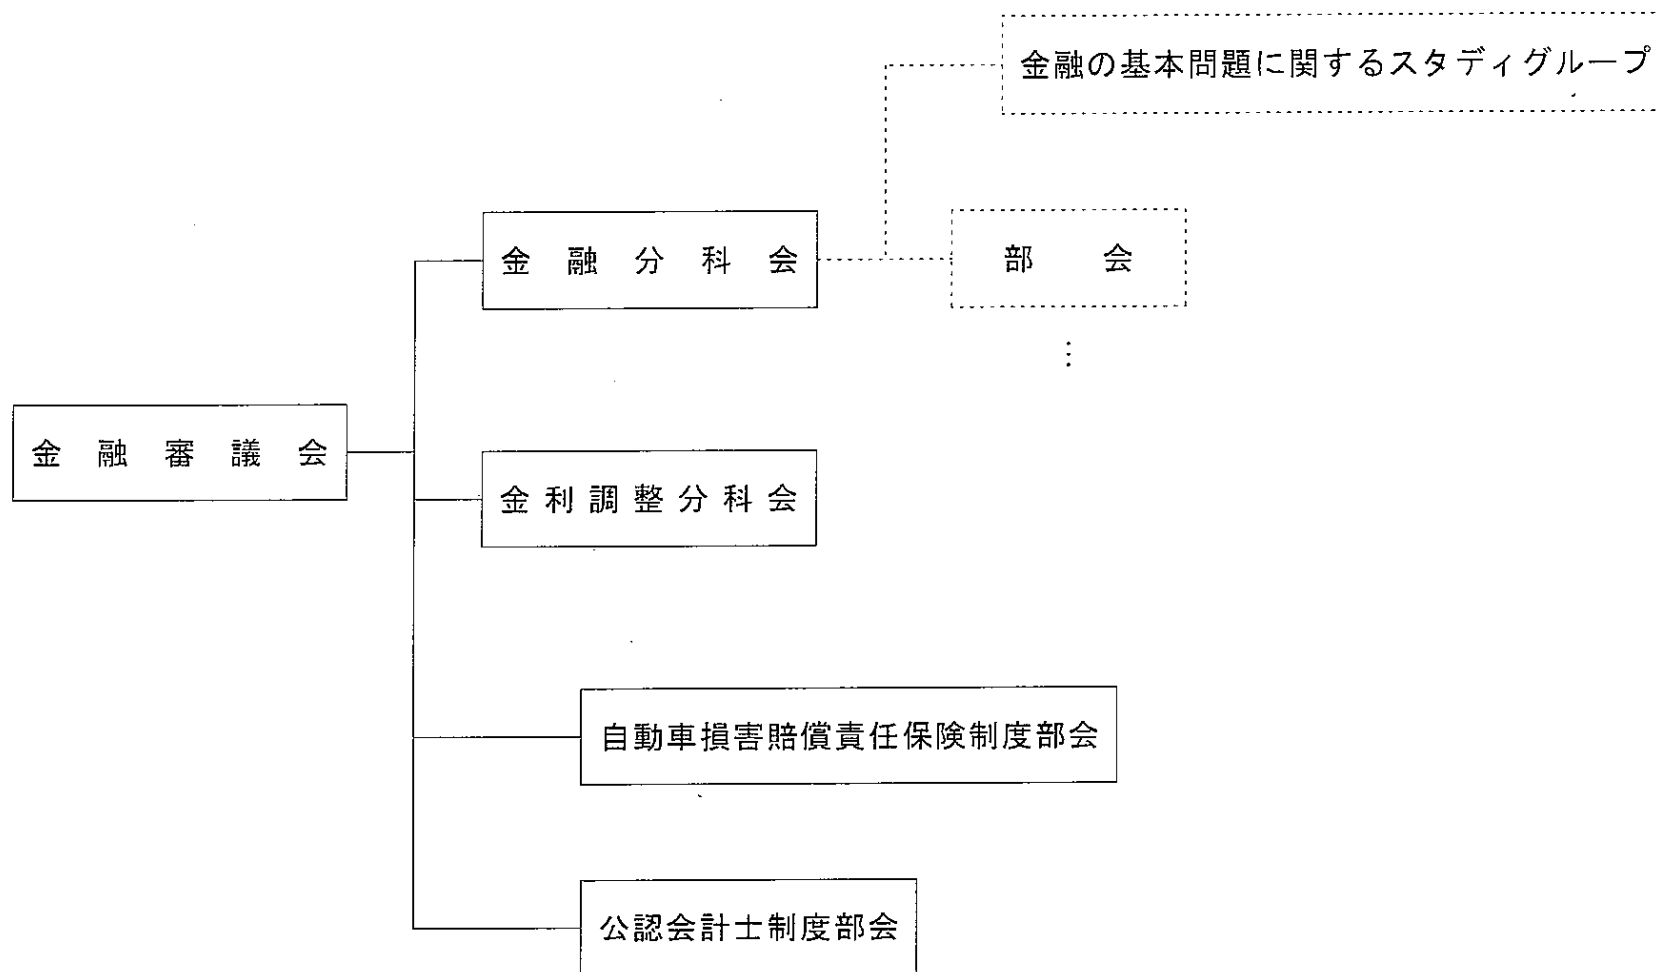 金融の基本問題に関するスタディグループ
金融分科会
部会
⋮
金融審議会
金利調整分科会
自動車損害賠償責任保険制度部会
公認会計士制度部会